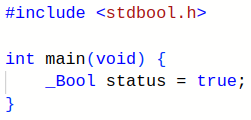 #include <stdbool.h>

int main(void) {
    _Bool status = true;
}